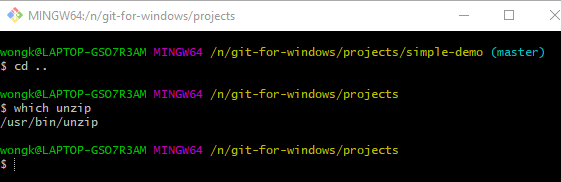 MINGW64:/n/git-for-windows/projects
wongk@LAPTOP-GSO7R3AM MINGW64 /n/git-for-windows/projects/simple-demo (master)
$ cd ..
wongk@LAPTOP-GSO7R3AM MINGW64 /n/git-for-windows/projects
$ which unzip
/usr/bin/unzip
wongk@LAPTOP-GSO7R3AM MINGW64 /n/git-for-windows/projects
$